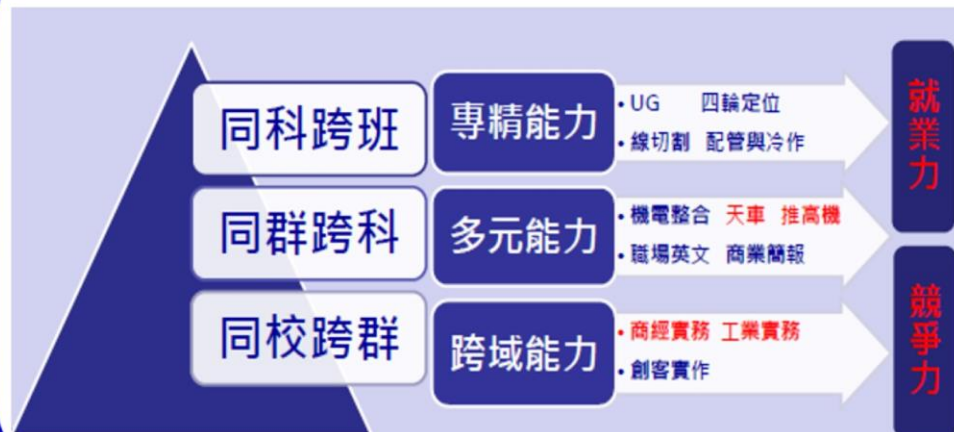 同科跨班
專精能力
• UG 四輪定位
• 線切割 配管與冷作
同群跨科
多元能力
• 機電整合 天車 推高機
• 職場英文 商業簡報
同校跨群
跨域能力
• 商經實務 工業實務
• 創客實作
就業力
競爭力